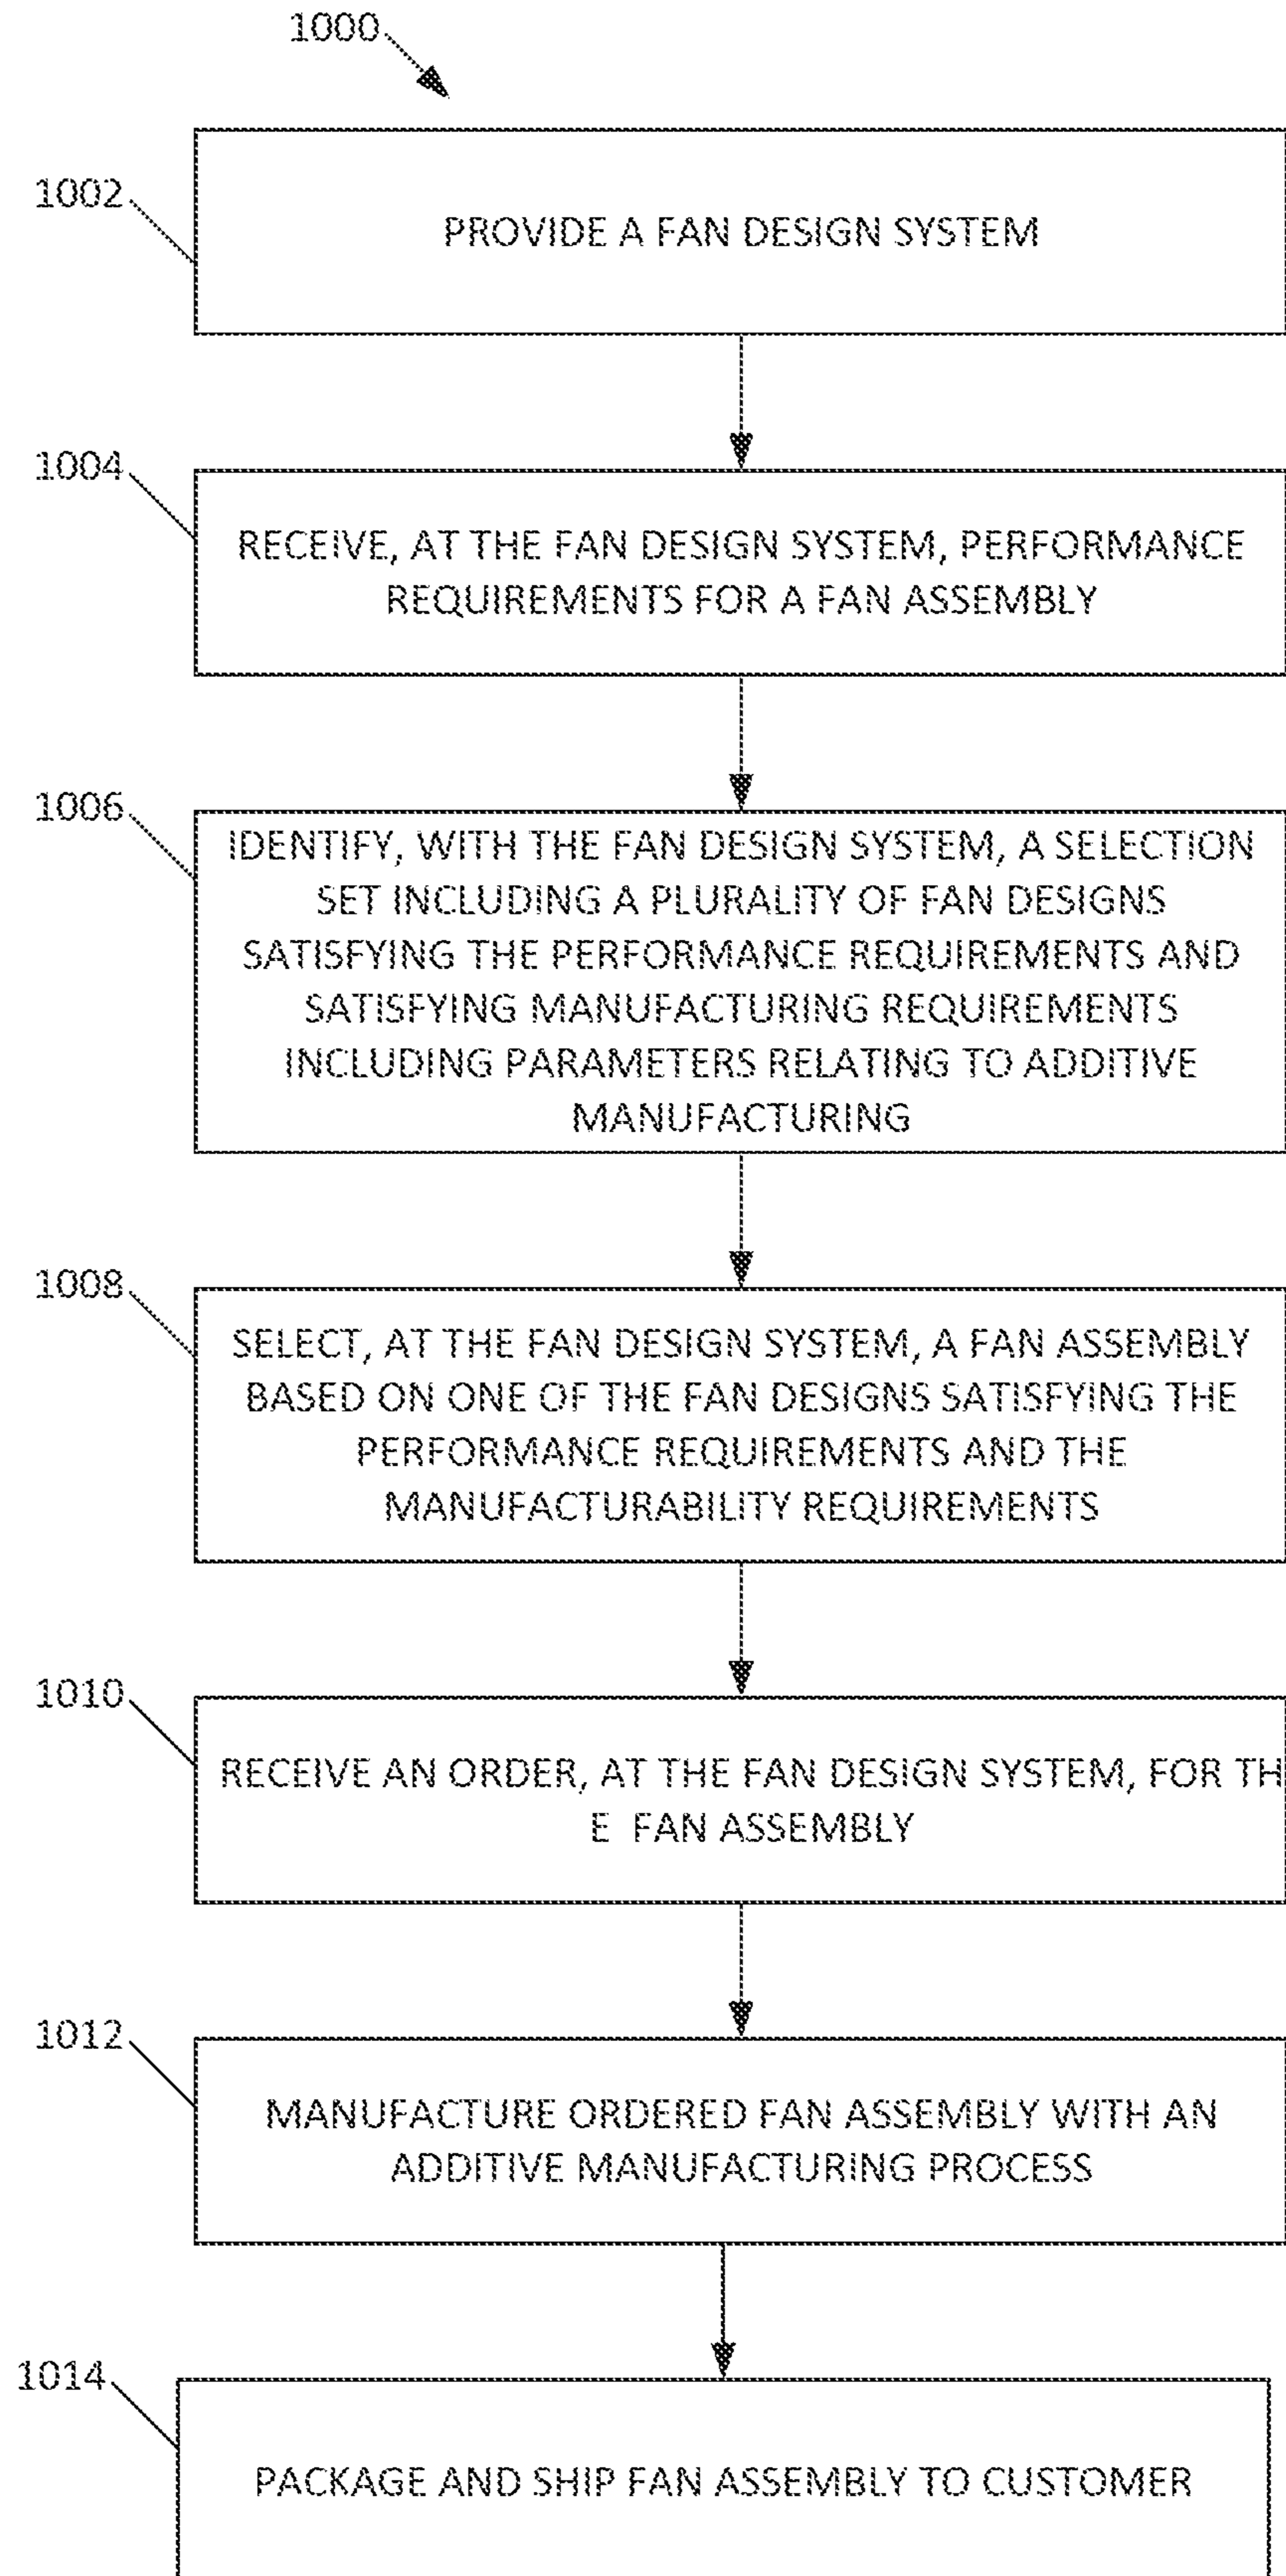 1000
1002
PROVIDE A FAN DESIGN SYSTEM
1004
RECEIVE, AT THE FAN DESIGN SYSTEM, PERFORMANCE
REQUIREMENTS FOR A FAN ASSEMBLY
1006
IDENTIFY, WITH THE FAN DESIGN SYSTEM, A SELECTION
SET INCLUDING A PLURALITY OF FAN DESIGNS
SATISFYING THE PERFORMANCE REQUIREMENTS AND
SATISFYING MANUFACTURING REQUIREMENTS
INCLUDING PARAMETERS RELATING TO ADDITIVE
MANUFACTURING
1008
SELECT, AT THE FAN DESIGN SYSTEM, A FAN ASSEMBLY
BASED ON ONE OF THE FAN DESIGNS SATISFYING THE
PERFORMANCE REQUIREMENTS AND THE
MANUFACTURABILITY REQUIREMENTS
1010
RECEIVE AN ORDER, AT THE FAN DESIGN SYSTEM, FOR TH
E FAN ASSEMBLY
1012
MANUFACTURE ORDERED FAN ASSEMBLY WITH AN
ADDITIVE MANUFACTURING PROCESS
1014
PACKAGE AND SHIP FAN ASSEMBLY TO CUSTOMER